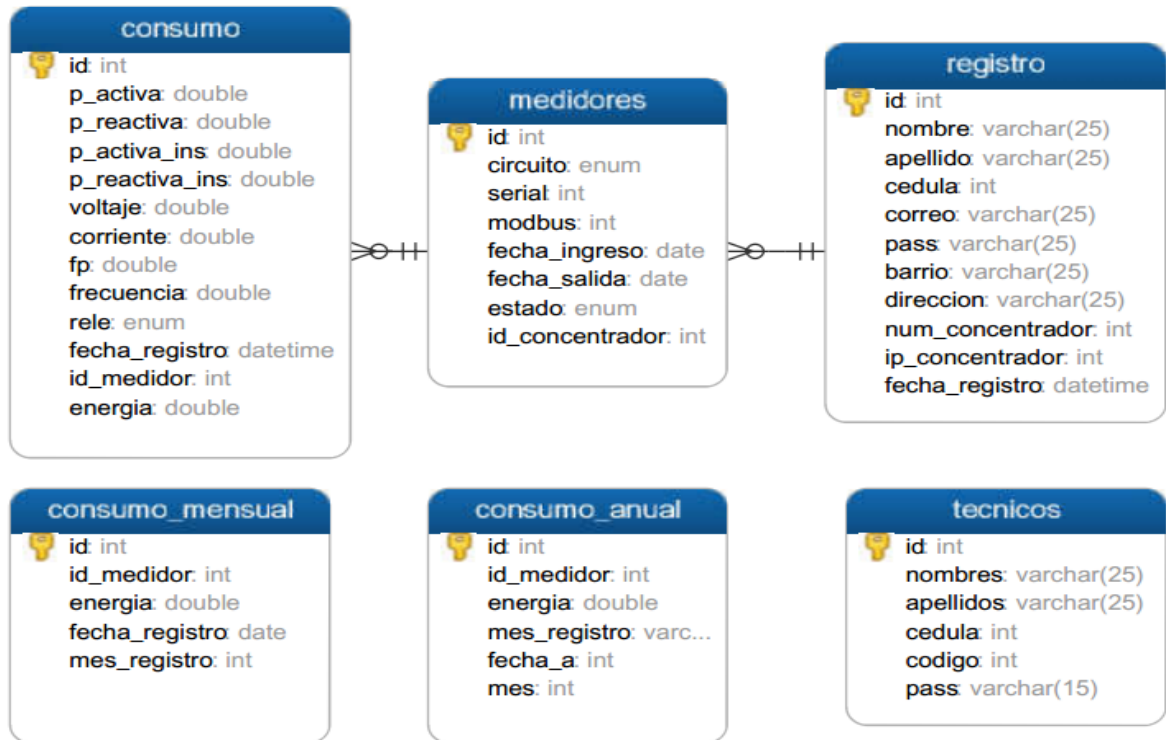 consumo
id: int
p_activa: double
p_reactiva: double
p_activa_ins: double
p_reactiva_ins: double
voltaje: double
corriente: double
fp: double
frecuencia: double
rele: enum
fecha_registro: datetime
id_medidor: int
energia: double
medidores
id: int
circuito: enum
serial: int
modbus: int
fecha_ingreso: date
fecha_salida: date
estado: enum
id_concentrador: int
registro
id: int
nombre: varchar(25)
apellido: varchar(25)
cedula: int
correo: varchar(25)
pass: varchar(25)
barrio: varchar(25)
direccion: varchar(25)
num_concentrador: int
ip_concentrador: int
fecha_registro: datetime
consumo_mensual
id: int
id_medidor: int
energia: double
fecha_registro: date
mes_registro: int
consumo_anual
id: int
id_medidor: int
energia: double
mes_registro: varc...
fecha_a: int
mes: int
tecnicos
id: int
nombres: varchar(25)
apellidos: varchar(25)
cedula: int
codigo: int
pass: varchar(15)